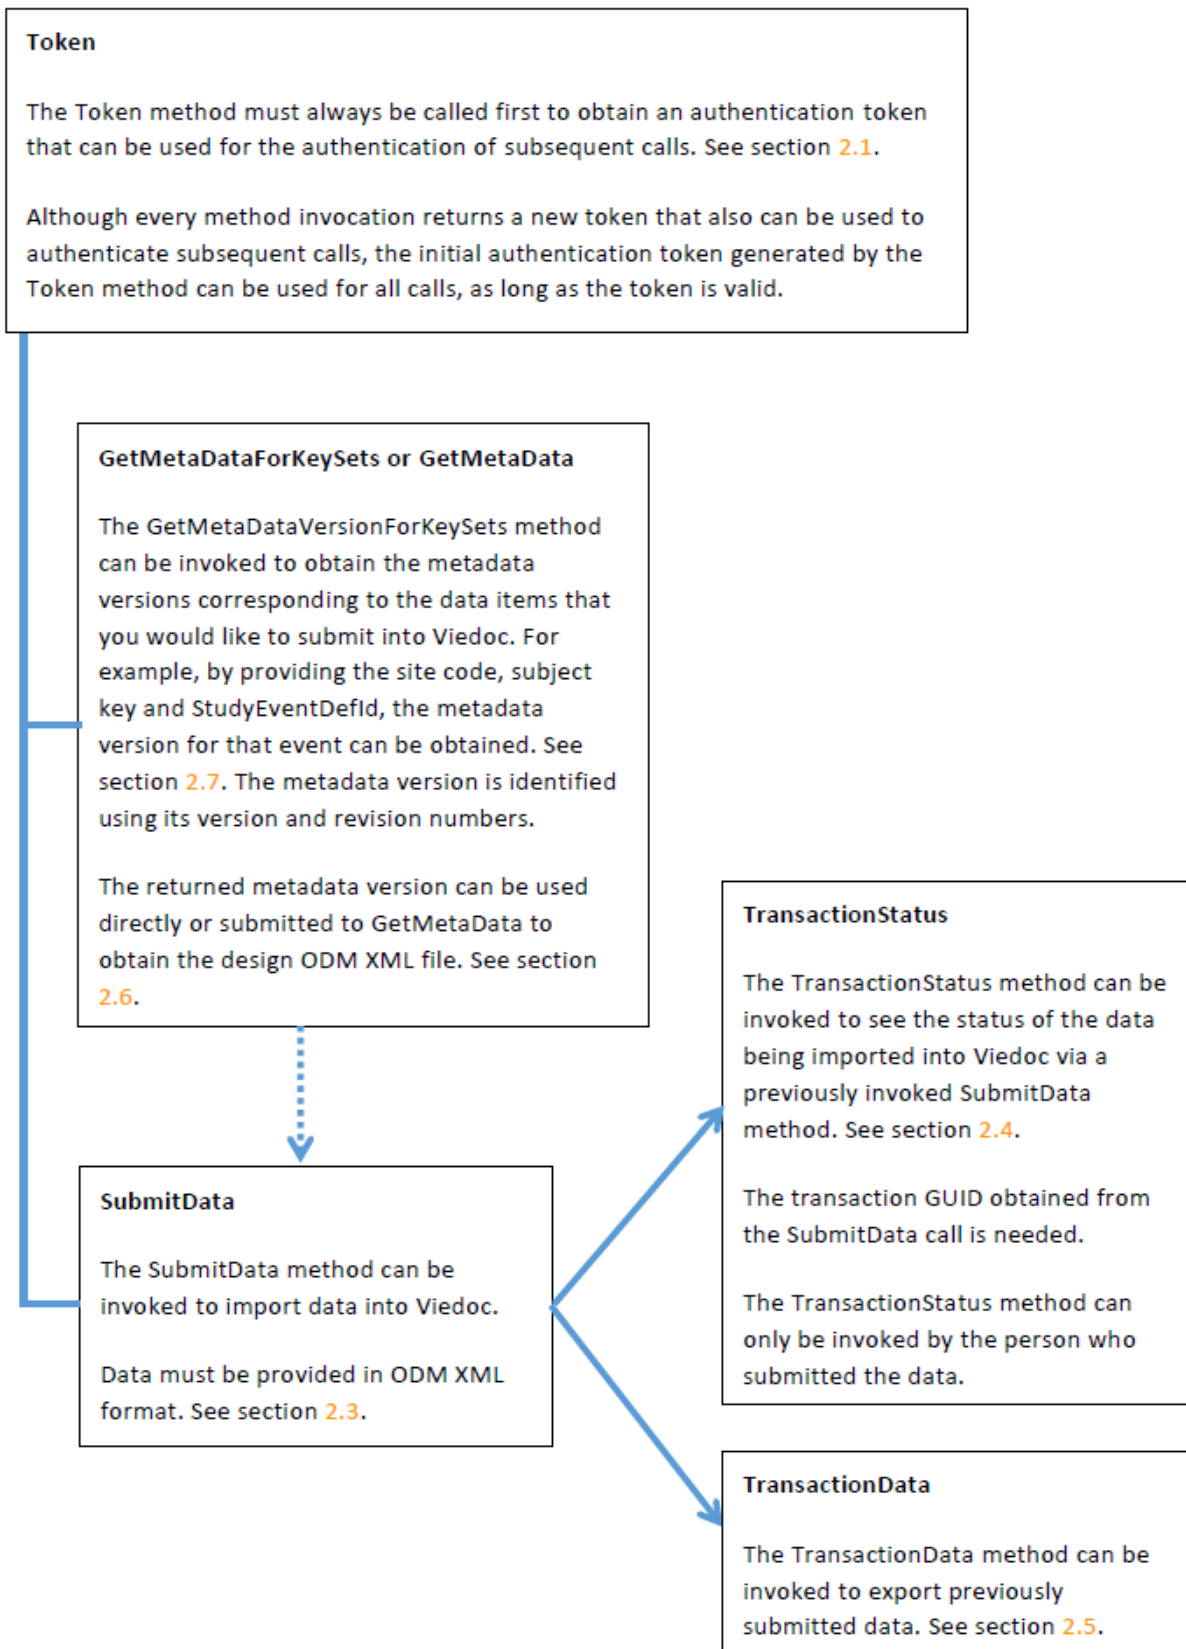 Token
The Token method must always be called first to obtain an authentication token
that can be used for the authentication of subsequent calls. See section 2.1.
Although every method invocation returns a new token that also can be used to
authenticate subsequent calls, the initial authentication token generated by the
Token method can be used for all calls, as long as the token is valid.
GetMetaDataForKeySets or GetMetaData
The GetMetaDataVersionForKeySets method
can be invoked to obtain the metadata
versions corresponding to the data items that
you would like to submit into Viedoc. For
example, by providing the site code, subject
key and StudyEventDefId, the metadata
version for that event can be obtained. See
section 2.7. The metadata version is identified
using its version and revision numbers.
The returned metadata version can be used
directly or submitted to GetMetaData to
obtain the design ODM XML file. See section
2.6.
SubmitData
The SubmitData method can be
invoked to import data into Viedoc.
Data must be provided in ODM XML
format. See section 2.3.
TransactionStatus
The TransactionStatus method can be
invoked to see the status of the data
being imported into Viedoc via a
previously invoked SubmitData
method. See section 2.4.
The transaction GUID obtained from
the SubmitData call is needed.
The TransactionStatus method can
only be invoked by the person who
submitted the data.
TransactionData
The TransactionData method can be
invoked to export previously
submitted data. See section 2.5.